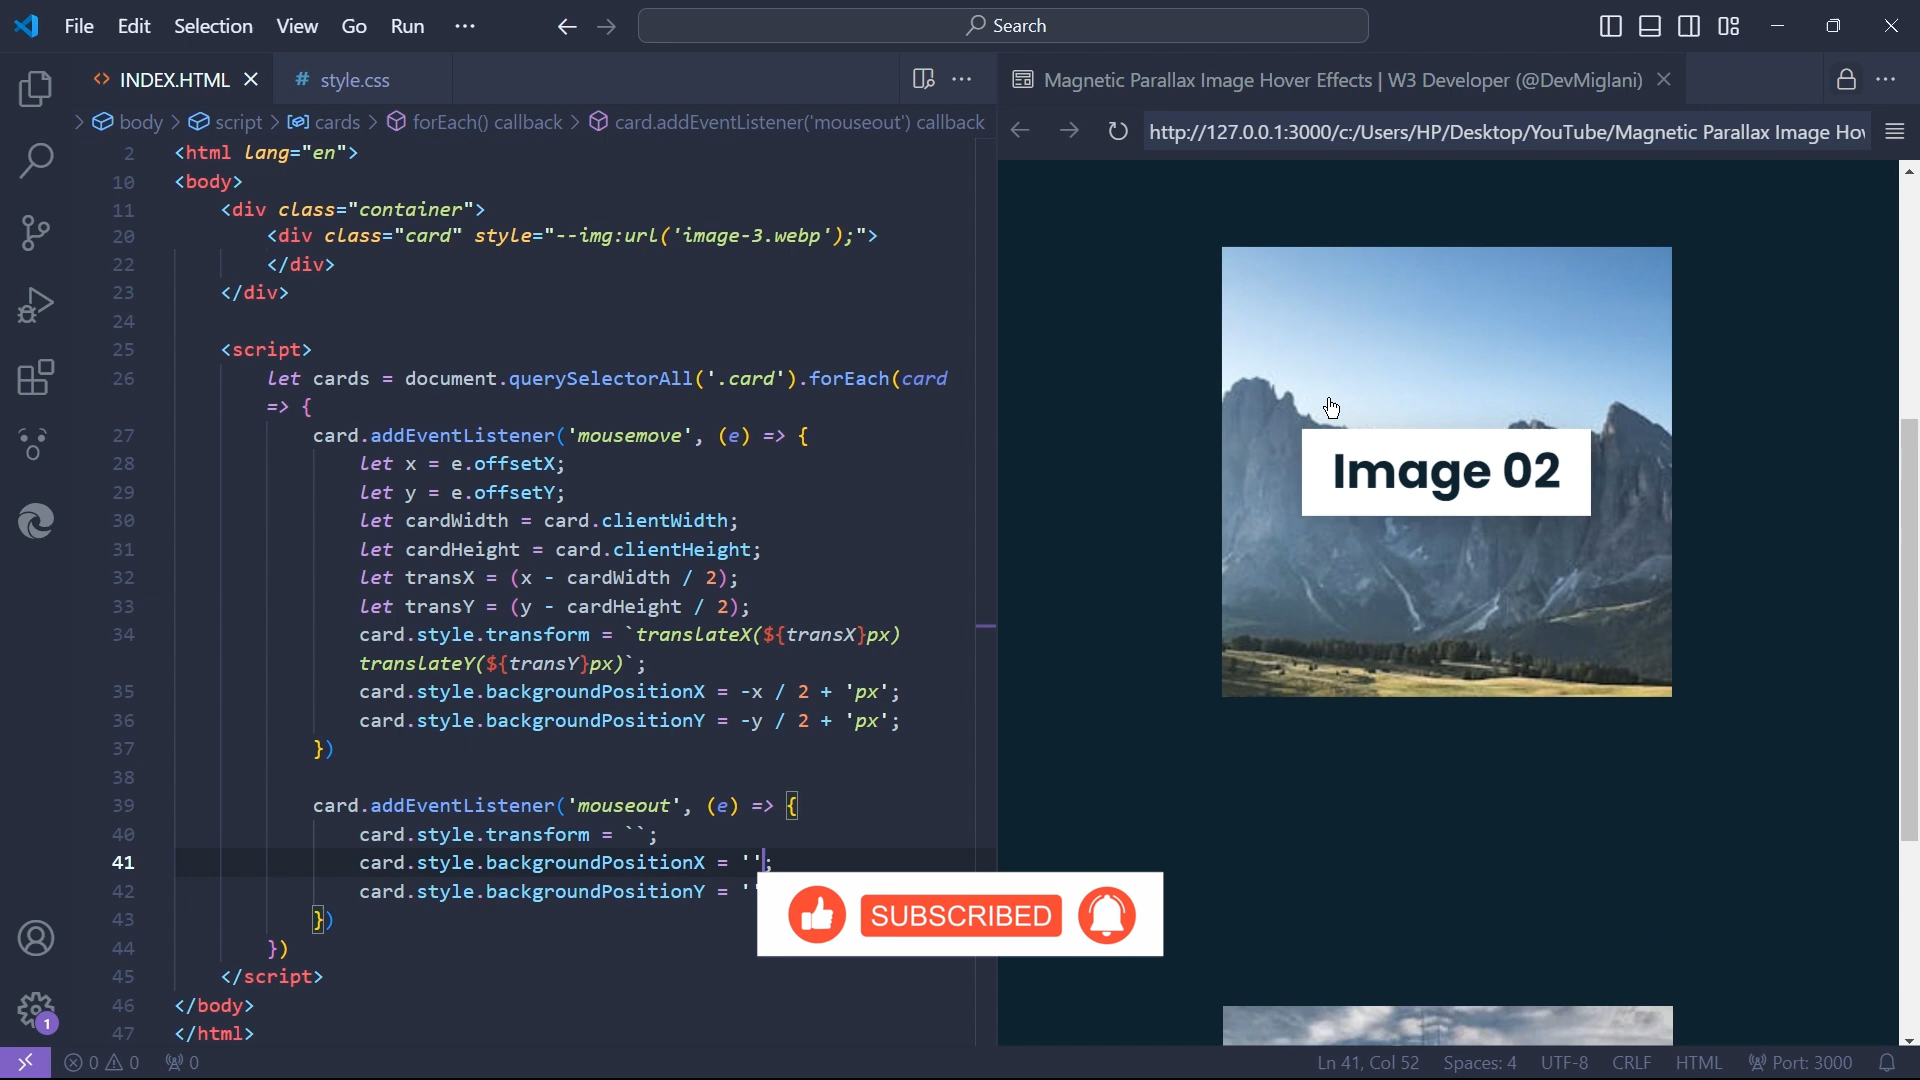 File Edit Selection View Go Run ···
Search
<> INDEX.HTML
# style.css
Magnetic Parallax Image Hover Effects | W3 Developer (@DevMiglani)
> body > script > cards > forEach() callback > card.addEventListener('mouseout') callback
http://127.0.0.1:3000/c:/Users/HP/Desktop/YouTube/Magnetic Parallax Image Hov
2 <html lang="en">
10 <body>
11 <div class="container">
20 <div class="card" style="--img:url('image-3.webp');">
22 </div>
23 </div>
24
25 <script>
26 let cards = document.querySelectorAll('.card').forEach(card
=> {
27 card.addEventListener('mousemove', (e) => {
28 let x = e.offsetX;
29 let y = e.offsetY;
30 let cardWidth = card.clientWidth;
31 let cardHeight = card.clientHeight;
32 let transX = (x - cardWidth / 2);
33 let transY = (y - cardHeight / 2);
34 card.style.transform = `translateX(${transX}px)
translateY(${transY}px)`;
35 card.style.backgroundPositionX = -x / 2 + 'px';
36 card.style.backgroundPositionY = -y / 2 + 'px';
37 })
38
39 card.addEventListener('mouseout', (e) => {
40 card.style.transform = ``;
41 card.style.backgroundPositionX = '';
42 card.style.backgroundPositionY = ''
43 })
44 })
45 </script>
46 </body>
47 </html>
Image 02
SUBSCRIBED
1
0 0 0
Ln 41, Col 52 Spaces: 4 UTF-8 CRLF HTML Port: 3000